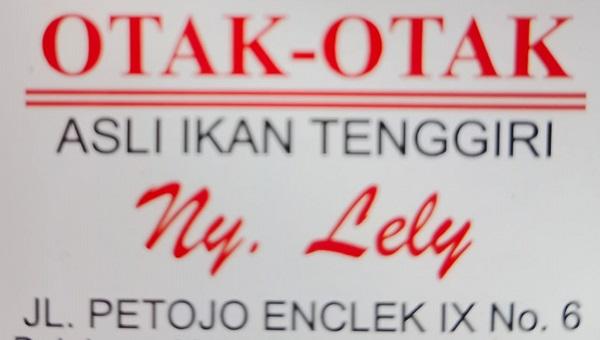 OTAK-OTAK
ASLI IKAN TENGGIRI
Ny. Lely
JL. PETOJO ENCLEK IX No. 6